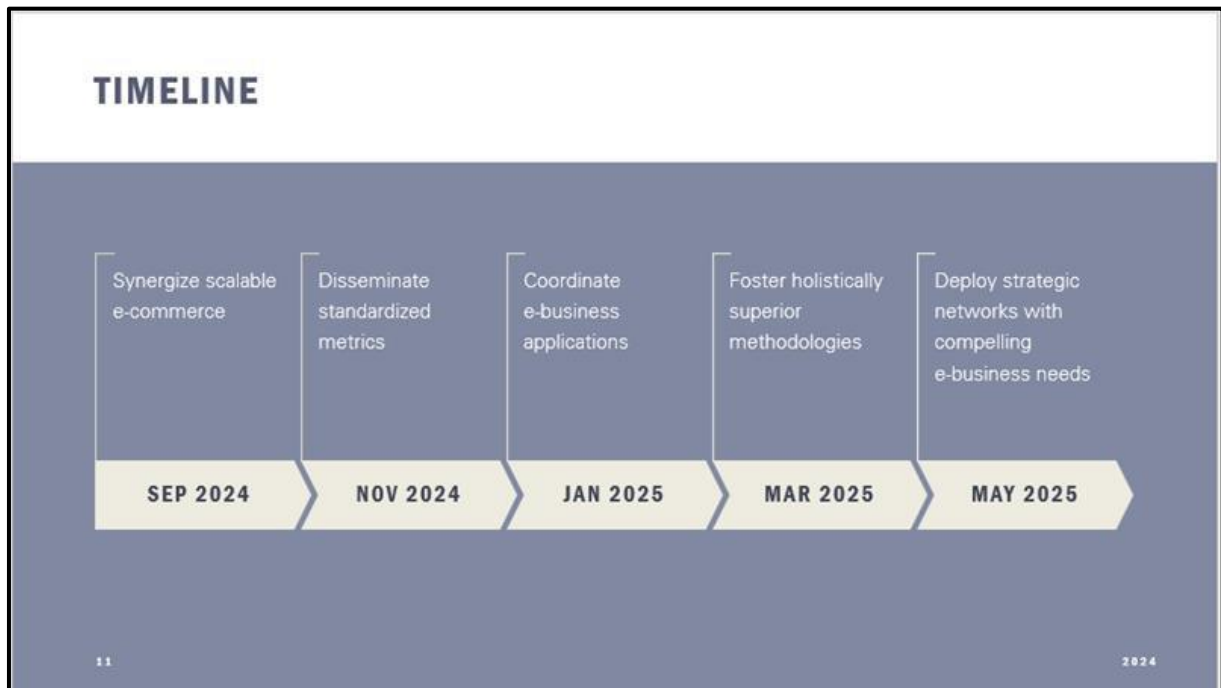 TIMELINE
Synergize scalable
e-commerce
Disseminate
standardized
metrics
Coordinate
e-business
applications
Foster holistically
superior
methodologies
Deploy strategic
networks with
compelling
e-business needs
SEP 2024
NOV 2024
JAN 2025
MAR 2025
MAY 2025
11
2024